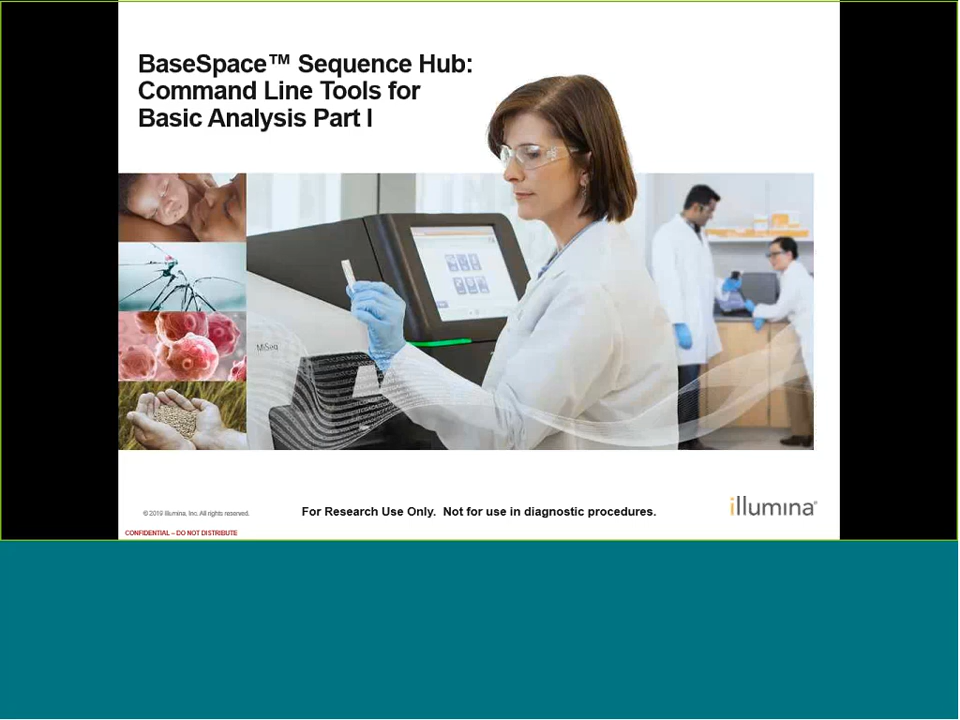 BaseSpace™ Sequence Hub:
Command Line Tools for
Basic Analysis Part I
MiSeq
© 2019 Illumina, Inc. All rights reserved.
For Research Use Only. Not for use in diagnostic procedures.
illumina®
CONFIDENTIAL – DO NOT DISTRIBUTE